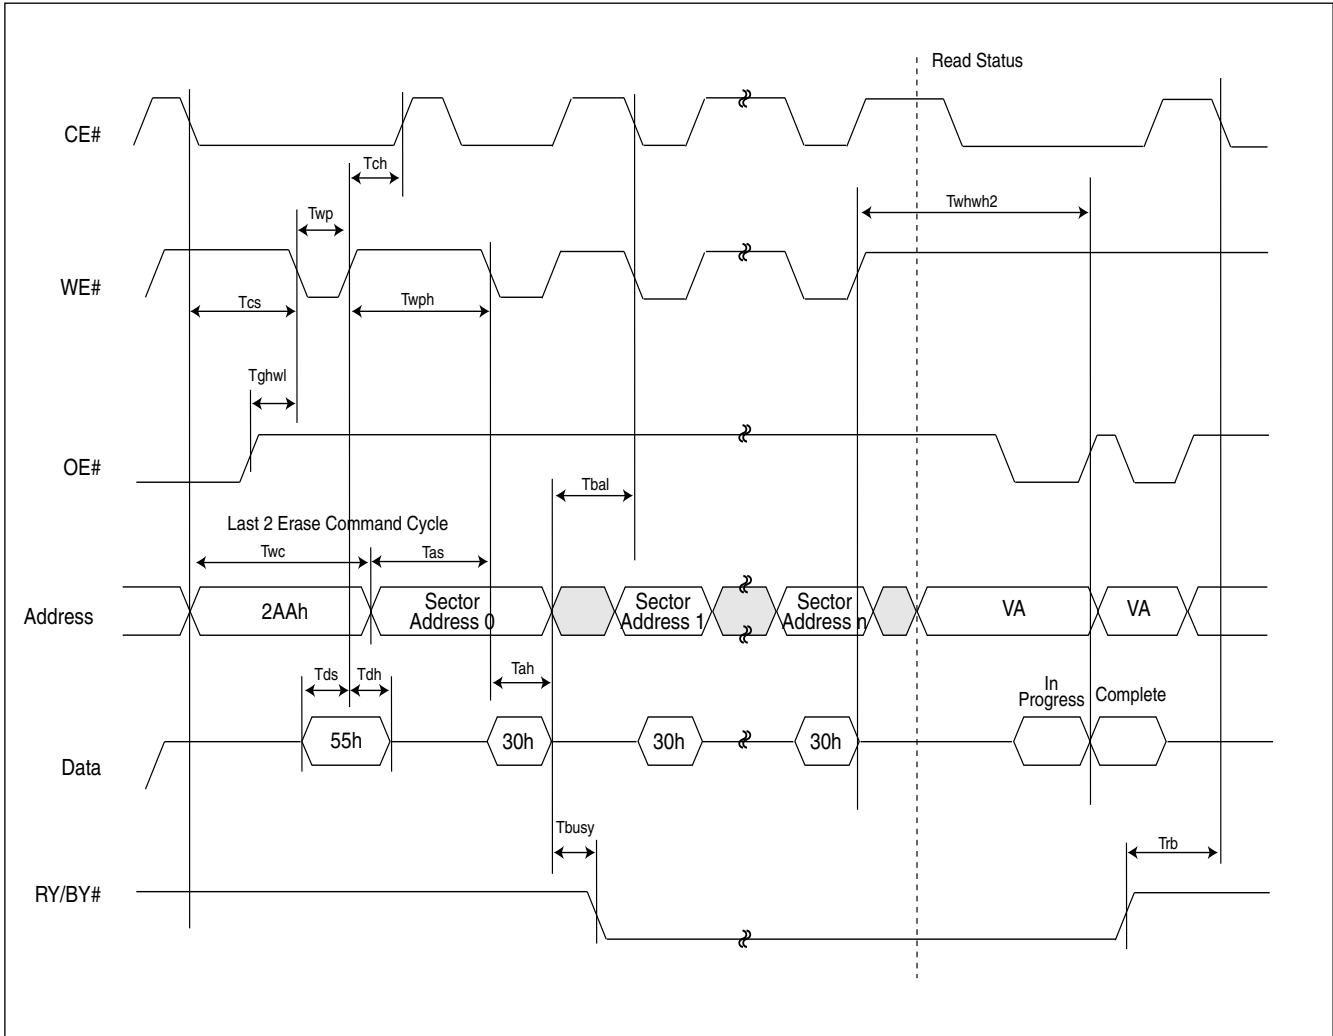 Read Status
CE#
Tch
Twp
Twhwh2
WE#
Tcs
Twph
Tghwl
OE#
Tbal
Last 2 Erase Command Cycle
Twc
Tas
Address
2AAh
Sector
Address 0
Sector
Address 1
Sector
Address n
VA
VA
Tds
Tdh
Tah
In
Progress
Complete
Data
55h
30h
30h
30h
Tbusy
Trb
RY/BY#